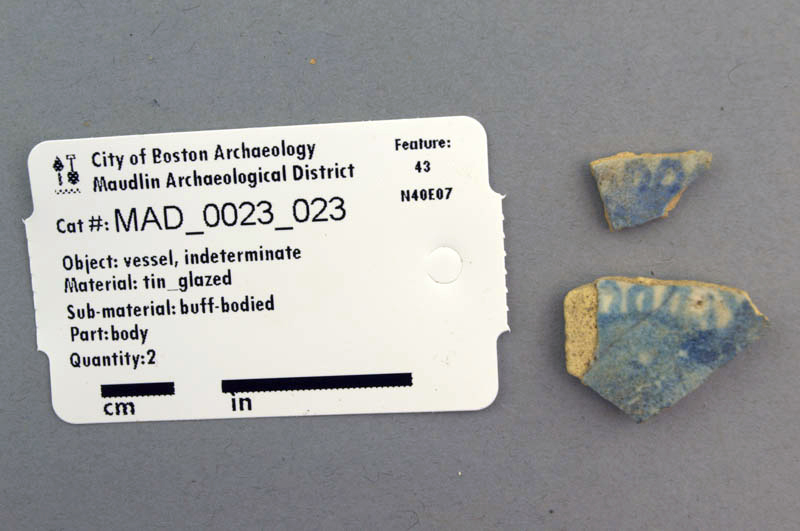 City of Boston Archaeology
Maudlin Archaeological District
Feature:
43
N40E07
Cat #: MAD_0023_023
Object: vessel, indeterminate
Material: tin_glazed
Sub-material: buff-bodied
Part:body
Quantity:2
cm
in